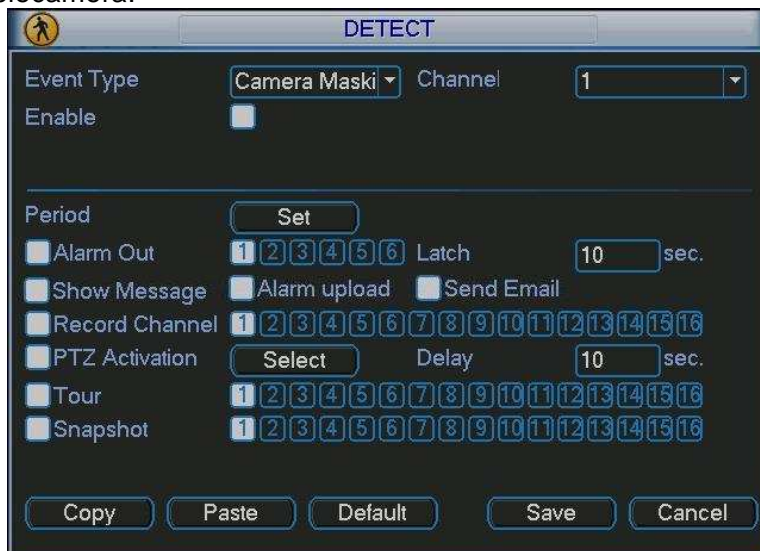 DETECT
Event Type Camera Maski Channel 1
Enable
Period Set
Alarm Out 1 2 3 4 5 6 Latch 10 sec.
Show Message Alarm upload Send Email
Record Channel 1 2 3 4 5 6 7 8 9 10 11 12 13 14 15 16
PTZ Activation Select Delay 10 sec.
Tour 1 2 3 4 5 6 7 8 9 10 11 12 13 14 15 16
Snapshot 1 2 3 4 5 6 7 8 9 10 11 12 13 14 15 16
Copy Paste Default Save Cancel